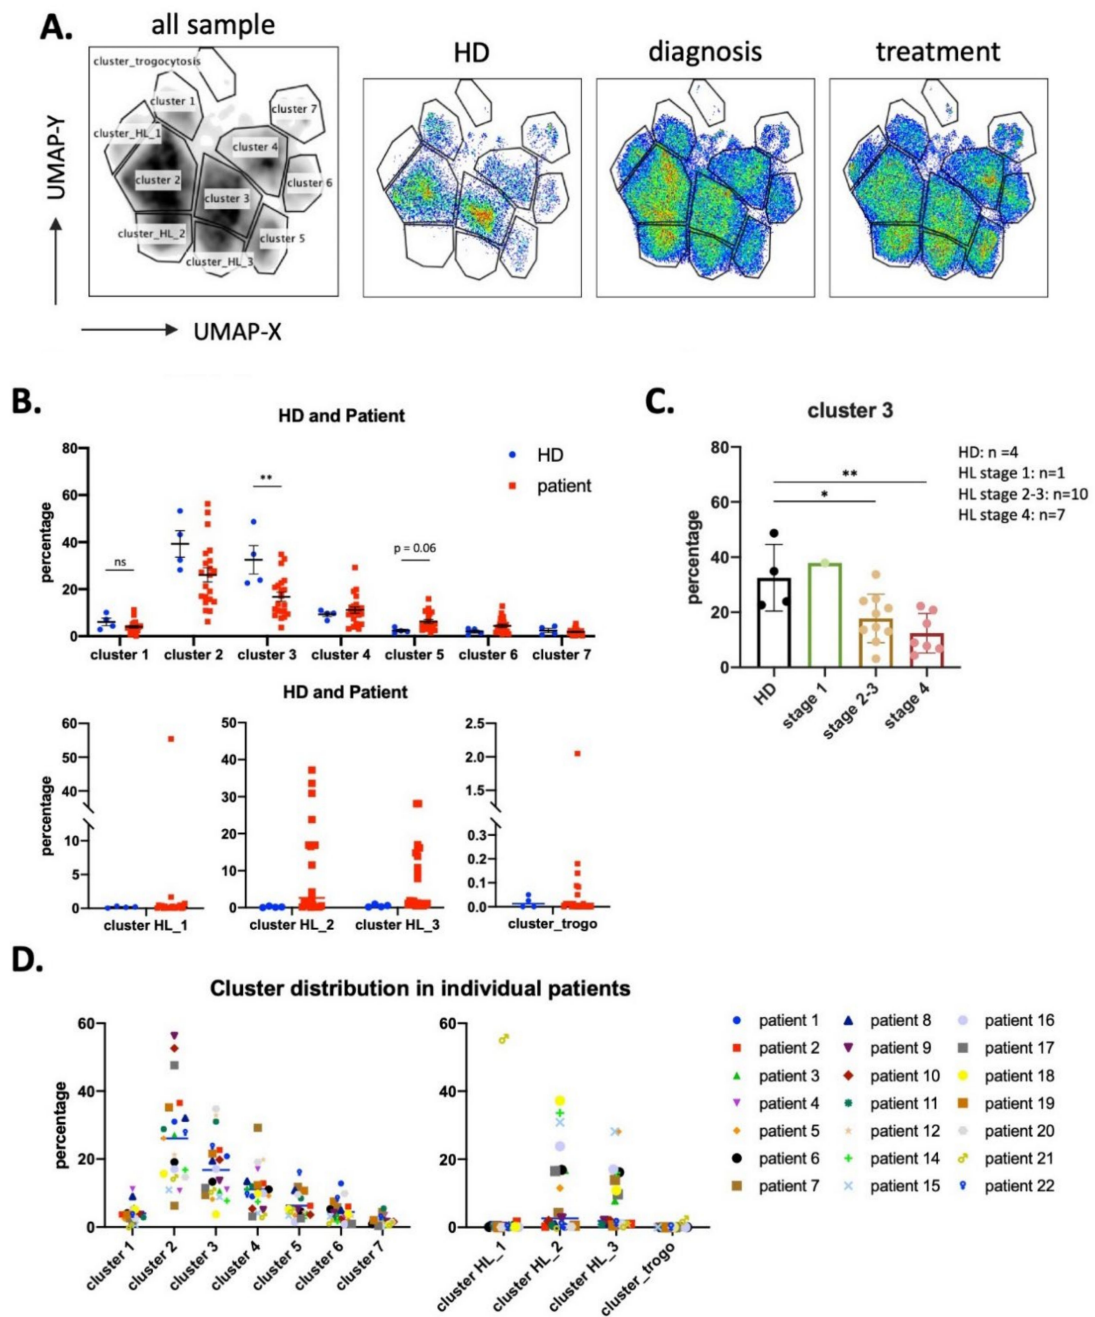 A.
all sample
HD
diagnosis
treatment
cluster_trogocytosis
cluster 1
cluster 7
cluster_HL_1
cluster 4
cluster 2
cluster 6
cluster 3
cluster_HL_2
cluster 5
cluster_HL_3
UMAP-Y
UMAP-X
B.
HD and Patient
HD
patient
percentage
80
60
40
20
0
ns
**
p = 0.06
cluster 1
cluster 2
cluster 3
cluster 4
cluster 5
cluster 6
cluster 7
HD and Patient
percentage
60
50
40
10
5
0
cluster HL_1
50
40
30
20
10
0
cluster HL_2
cluster HL_3
2.5
2.0
1.5
0.3
0.2
0.1
0.0
cluster_trogo
C.
cluster 3
percentage
80
60
40
20
0
**
*
HD
stage 1
stage 2-3
stage 4
HD: n =4
HL stage 1: n=1
HL stage 2-3: n=10
HL stage 4: n=7
D.
Cluster distribution in individual patients
percentage
60
40
20
0
cluster 1
cluster 2
cluster 3
cluster 4
cluster 5
cluster 6
cluster 7
60
40
20
0
cluster HL_1
cluster HL_2
cluster HL_3
cluster_trogo
patient 1
patient 2
patient 3
patient 4
patient 5
patient 6
patient 7
patient 8
patient 9
patient 10
patient 11
patient 12
patient 14
patient 15
patient 16
patient 17
patient 18
patient 19
patient 20
patient 21
patient 22